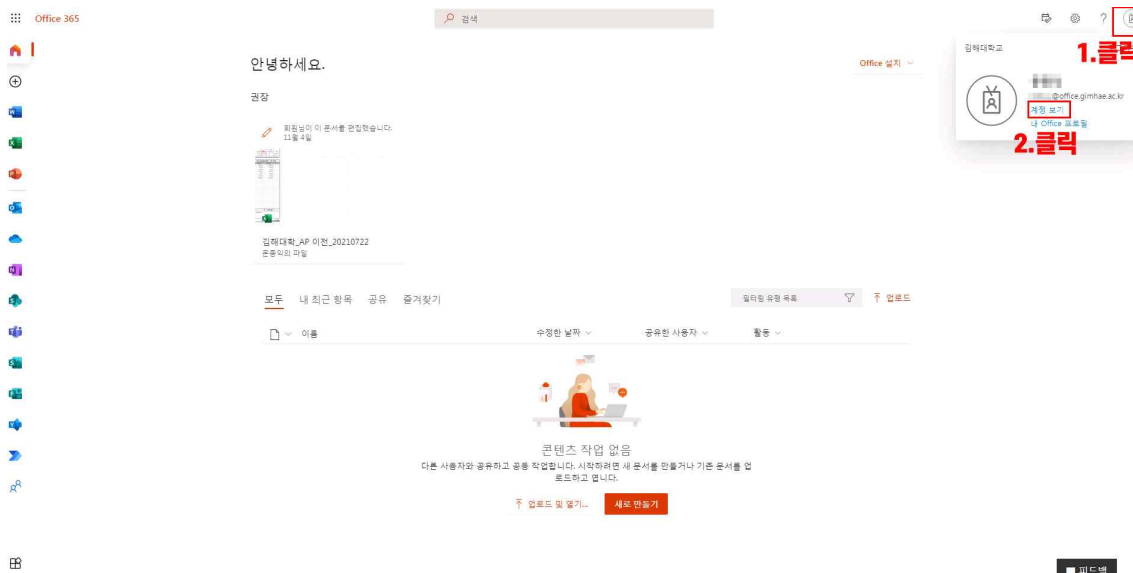 Office 365
검색
김해대학교
1.클릭
안녕하세요.
Office 설치
@office.gimhae.ac.kr
계정 보기
내 Office 프로필
2.클릭
권장
회원님이 이 문서를 편집했습니다.
11월 4일
김해대학_AP 이전_20210722
운종익의 파일
모두 내 최근 항목 공유 즐겨찾기
필터링 유형 목록
업로드
이름 수정한 날짜 공유한 사용자 활동
콘텐츠 작업 없음
다른 사용자와 공유하고 공동 작업합니다. 시작하려면 새 문서를 만들거나 기존 문서를 업
로드하고 엽니다.
업로드 및 열기...
새로 만들기
피드백